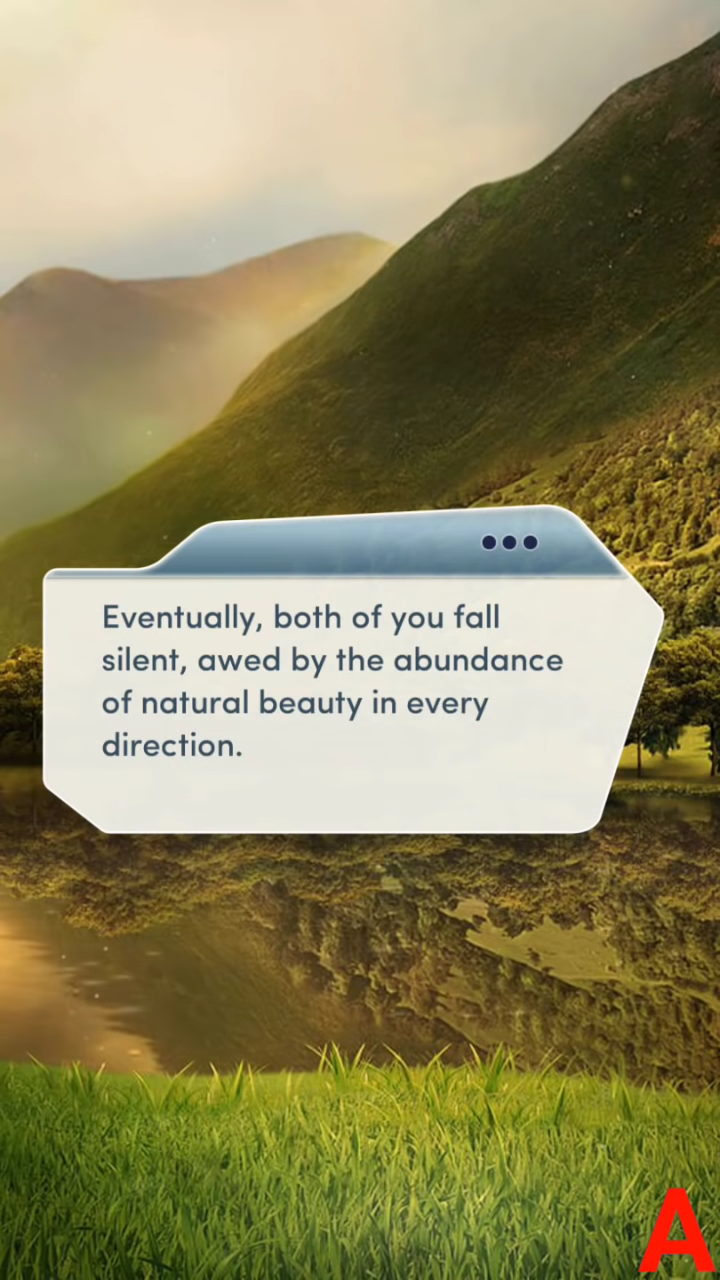 Eventually, both of you fall
silent, awed by the abundance
of natural beauty in every
direction.
A